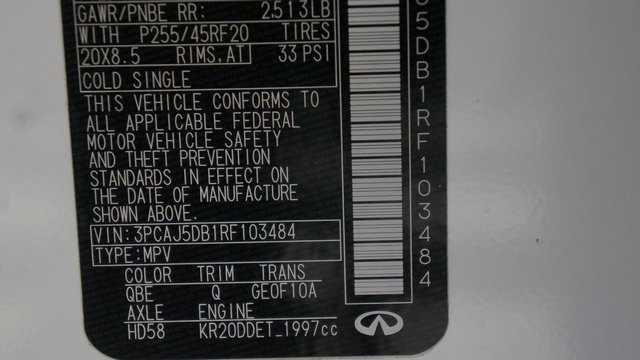 GAWR/PNBE RR: 2513LB
WITH P255/45RF20 TIRES
20X8.5 RIMS,AT 33 PSI
COLD SINGLE
THIS VEHICLE CONFORMS TO
ALL APPLICABLE FEDERAL
MOTOR VEHICLE SAFETY
AND THEFT PREVENTION
STANDARDS IN EFFECT ON
THE DATE OF MANUFACTURE
SHOWN ABOVE
VIN:3PCAJ5DB1RF103484
TYPE:MPV
COLOR TRIM TRANS
QBE Q GE0F10A
AXLE ENGINE
HD58 KR20DDET_1997cc
5DB1RF103484